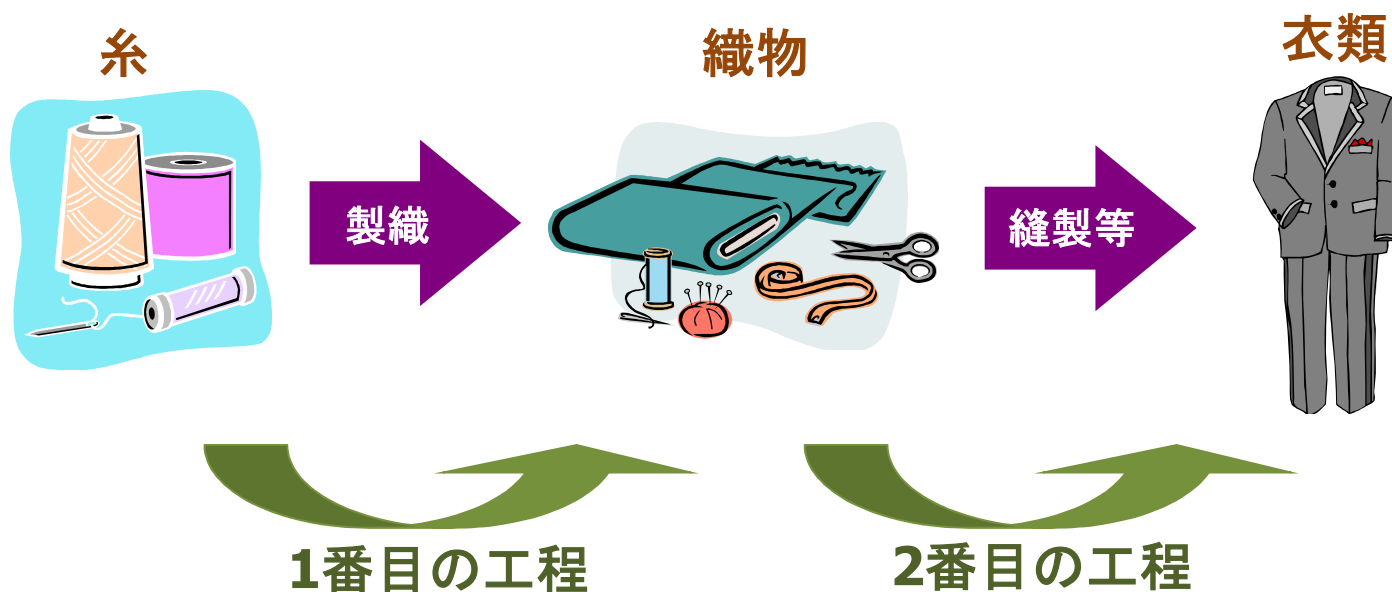 糸
織物
衣類
製織
縫製等
1番目の工程
2番目の工程